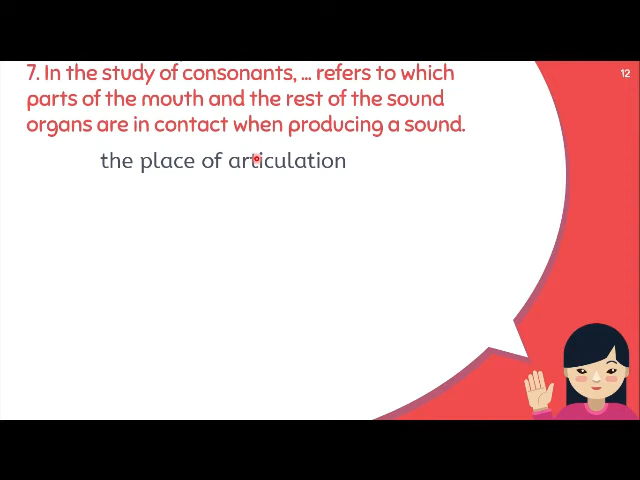 7. In the study of consonants, ... refers to which
parts of the mouth and the rest of the sound
organs are in contact when producing a sound.
the place of articulation
12